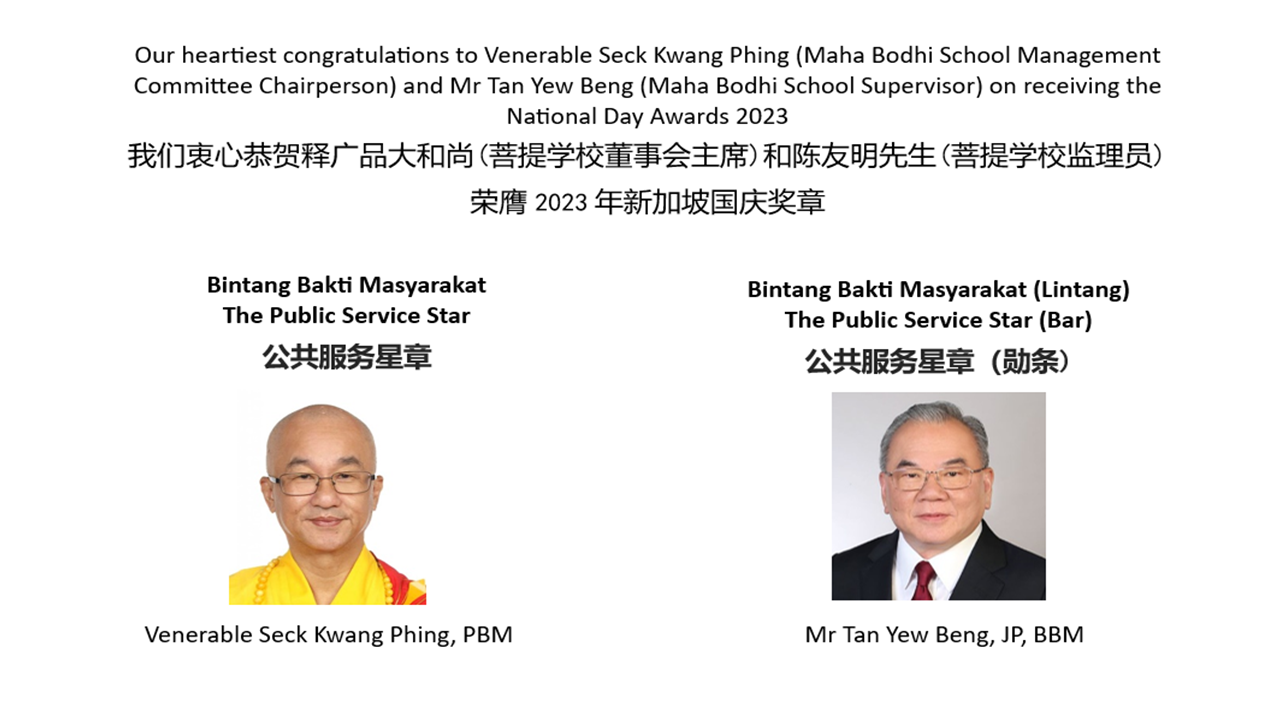 Our heartiest congratulations to Venerable Seck Kwang Phing (Maha Bodhi School Management
Committee Chairperson) and Mr Tan Yew Beng (Maha Bodhi School Supervisor) on receiving the
National Day Awards 2023
我们衷心恭贺释广品大和尚(菩提学校董事会主席)和陈友明先生(菩提学校监理员)
荣膺 2023 年新加坡国庆奖章
Bintang Bakti Masyarakat
The Public Service Star
公共服务星章
Venerable Seck Kwang Phing, PBM
Bintang Bakti Masyarakat (Lintang)
The Public Service Star (Bar)
公共服务星章（勋条）
Mr Tan Yew Beng, JP, BBM